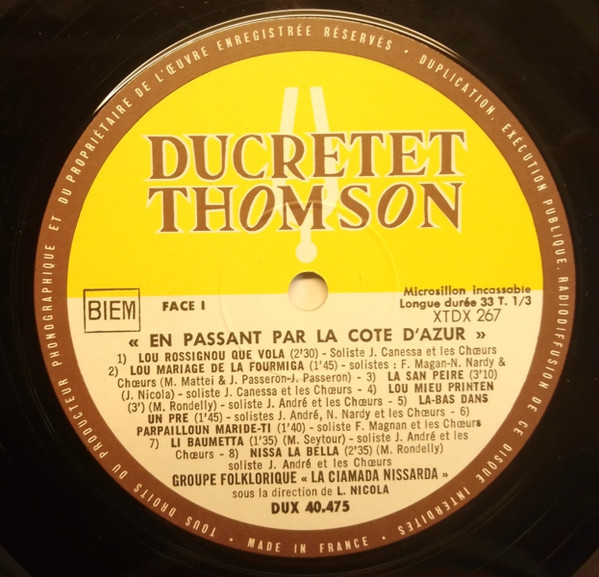 TOUS DROITS DU PRODUCTEUR PHONOGRAPHIQUE ET DU PROPRIÉTAIRE DE L'ŒUVRE ENREGISTRÉE RÉSERVÉS • DUPLICATION, EXÉCUTION PUBLIQUE, RADIODIFFUSION DE CE DISQUE INTERDITES • MADE IN FRANCE •
DUCRETET
THOMSON
BIEM
FACE I
Microsillon incassable
Longue durée 33 T. 1/3
XTDX 267
« EN PASSANT PAR LA COTE D'AZUR »
1) LOU ROSSIGNOU QUE VOLA (2'30) - Soliste J. Canessa et les Chœurs
2) LOU MARIAGE DE LA FOURMIGA (1'45) - solistes : F. Magan-N. Nardy &
Chœurs (M. Mattei & J. Passeron-J. Passeron) - 3) LA SAN PEIRE (3'10)
(J. Nicola) - soliste J. Canessa et les Chœurs - 4) LOU MIEU PRINTEN
(3') (M. Rondelly) - soliste J. André et les Chœurs - 5) LA-BAS DANS
UN PRE (1'45) - solistes J. André, N. Nardy et les Chœurs - 6)
PARPAILLOUN MARIDE-TI (1'40) - soliste F. Magnan et les Chœurs
7) LI BAUMETTA (1'35) (M. Seytour) - soliste J. André et les
Chœurs - 8) NISSA LA BELLA (2'35) (M. Rondelly)
soliste J. André et les Chœurs
GROUPE FOLKLORIQUE « LA CIAMADA NISSARDA »
sous la direction de L. NICOLA
DUX 40.475